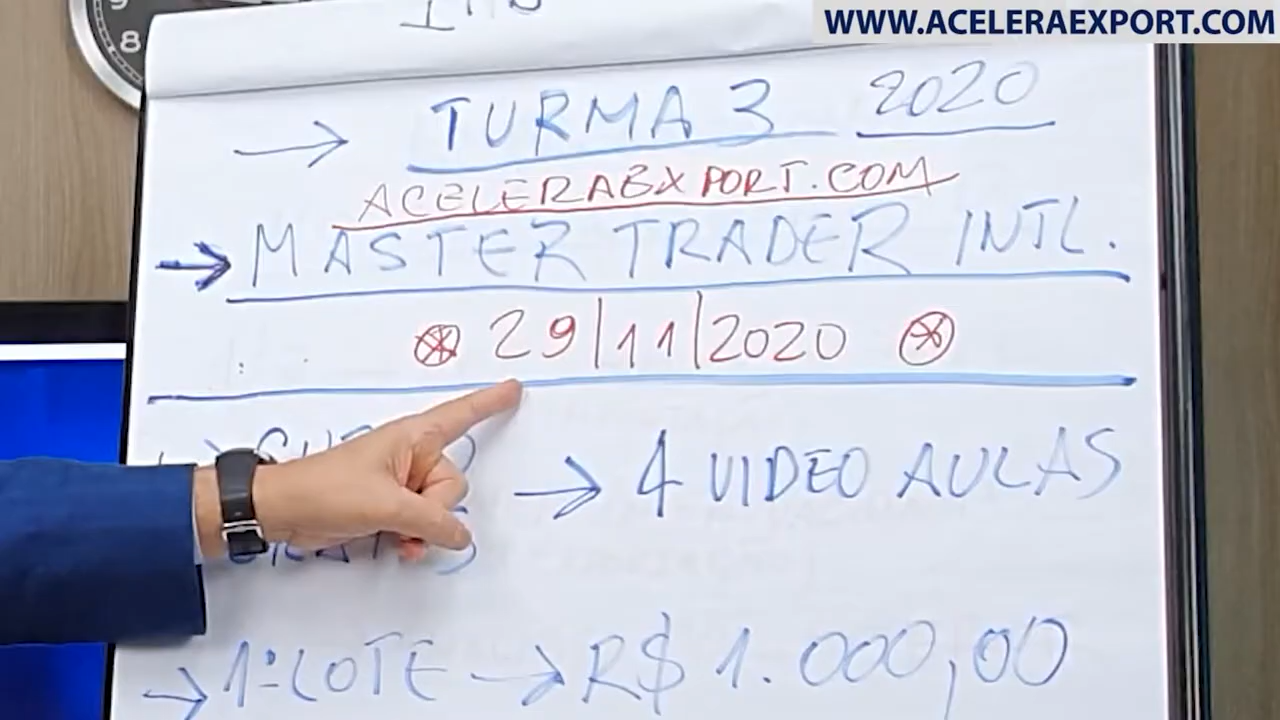 WWW.ACELERAEXPORT.COM
8
→ TURMA 3 2020
ACELERAEXPORT.COM
→ MASTER TRADER INTL.
29/11/2020
→ 4 VIDEO AULAS
→ 1º LOTE → R$ 1.000,00